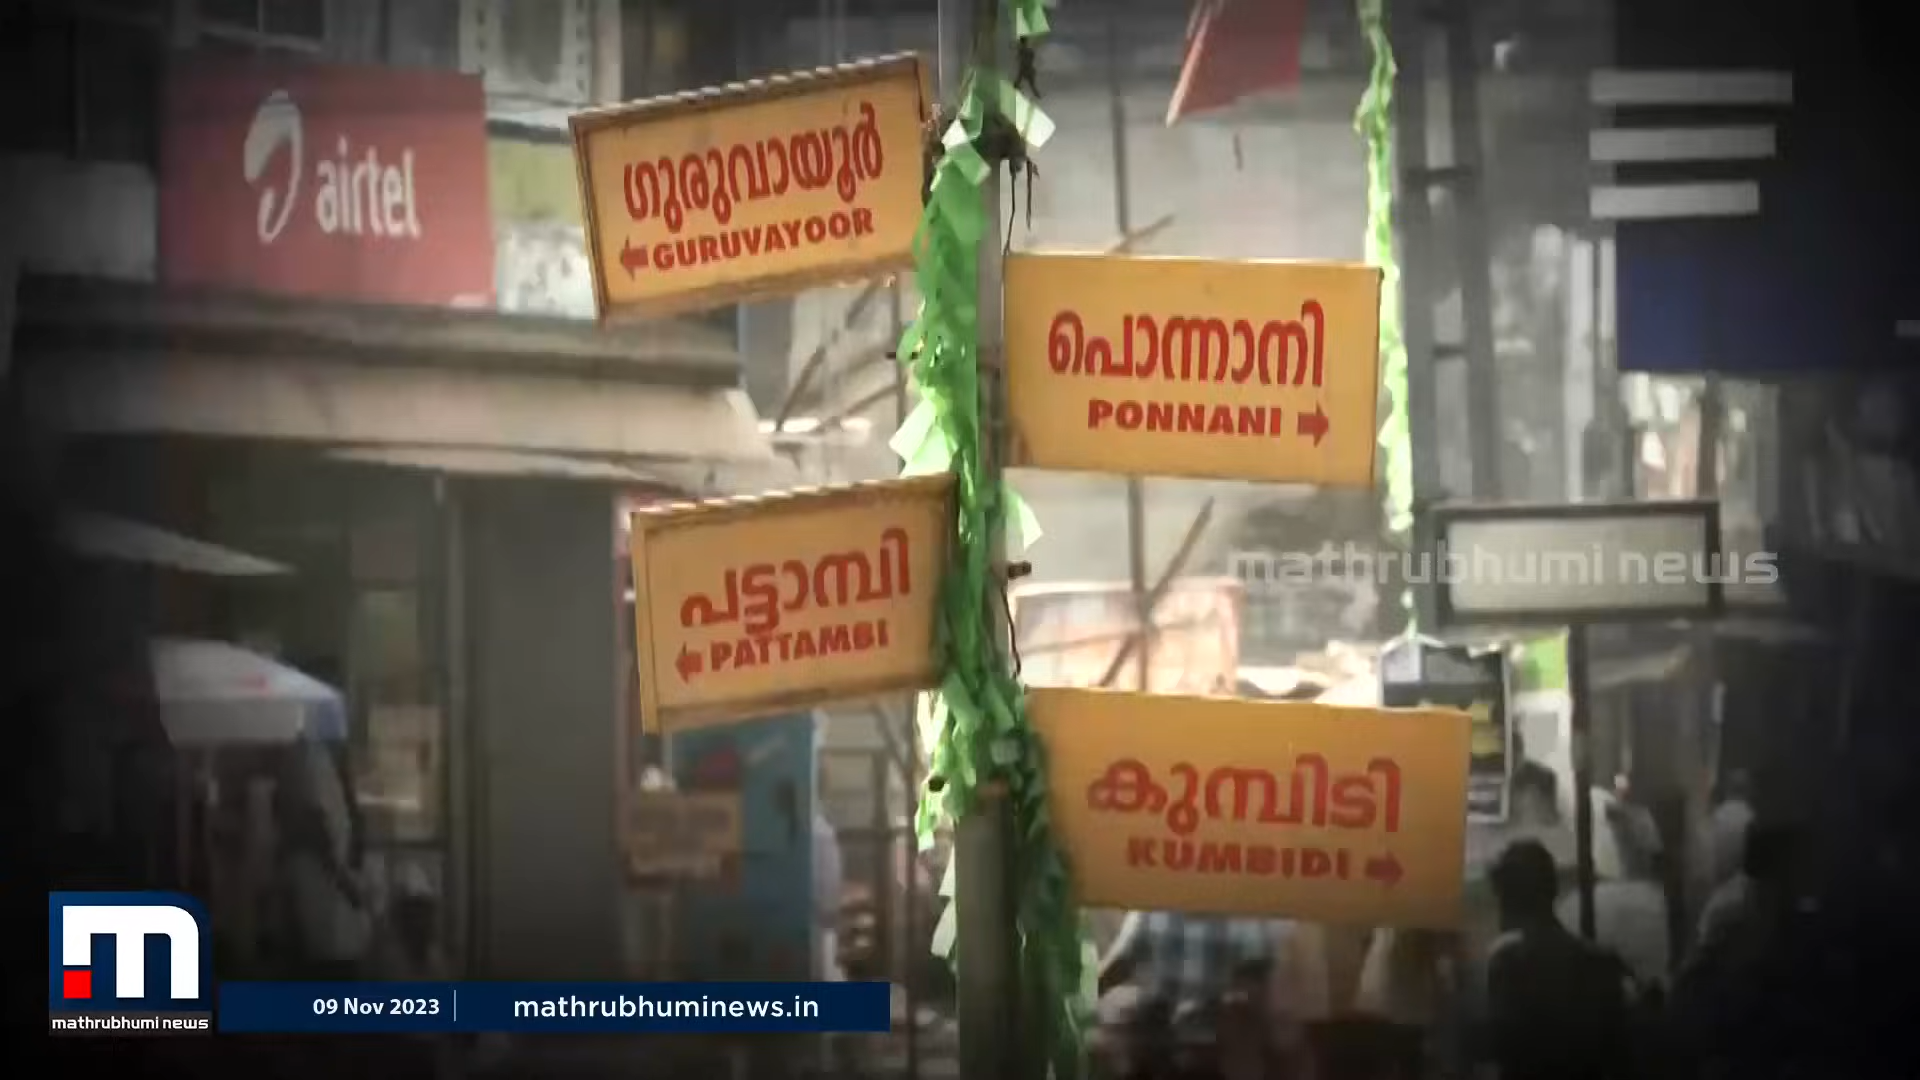 airtel
ഗുരുവായൂർ
GURUVAYOOR
പൊന്നാനി
PONNANI
പട്ടാമ്പി
PATTAMBI
mathrubhumi news
കുമ്പിടി
KUMBIDI
m
mathrubhumi news
09 Nov 2023
mathrubhuminews.in